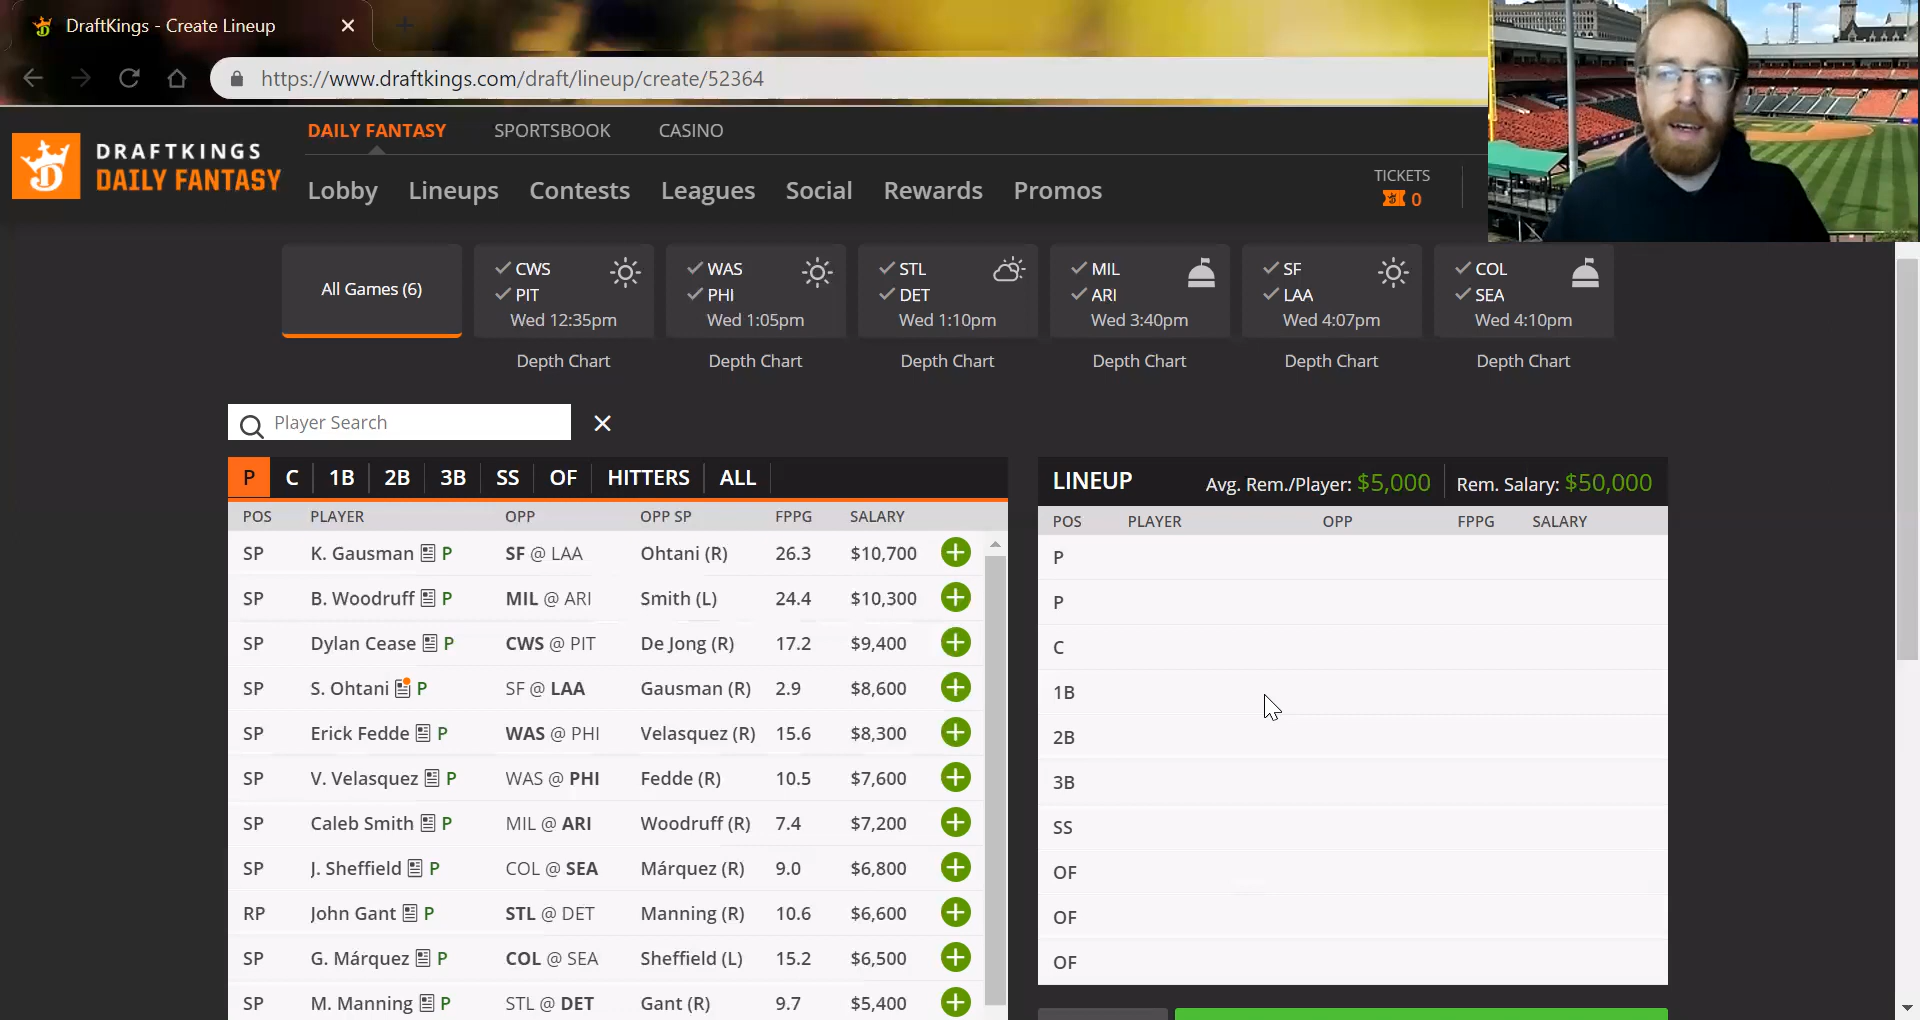 DraftKings - Create Lineup
https://www.draftkings.com/draft/lineup/create/52364
DAILY FANTASY SPORTSBOOK CASINO
DRAFTKINGS
DAILY FANTASY
Lobby Lineups Contests Leagues Social Rewards Promos
TICKETS
0
All Games (6)
CWS
PIT
Wed 12:35pm
WAS
PHI
Wed 1:05pm
STL
DET
Wed 1:10pm
MIL
ARI
Wed 3:40pm
SF
LAA
Wed 4:07pm
COL
SEA
Wed 4:10pm
Depth Chart Depth Chart Depth Chart Depth Chart Depth Chart Depth Chart
Player Search
P C 1B 2B 3B SS OF HITTERS ALL
POS PLAYER OPP OPP SP FPPG SALARY
SP K. Gausman P SF @ LAA Ohtani (R) 26.3 $10,700
SP B. Woodruff P MIL @ ARI Smith (L) 24.4 $10,300
SP Dylan Cease P CWS @ PIT De Jong (R) 17.2 $9,400
SP S. Ohtani P SF @ LAA Gausman (R) 2.9 $8,600
SP Erick Fedde P WAS @ PHI Velasquez (R) 15.6 $8,300
SP V. Velasquez P WAS @ PHI Fedde (R) 10.5 $7,600
SP Caleb Smith P MIL @ ARI Woodruff (R) 7.4 $7,200
SP J. Sheffield P COL @ SEA Márquez (R) 9.0 $6,800
RP John Gant P STL @ DET Manning (R) 10.6 $6,600
SP G. Márquez P COL @ SEA Sheffield (L) 15.2 $6,500
SP M. Manning P STL @ DET Gant (R) 9.7 $5,400
LINEUP Avg. Rem./Player: $5,000 Rem. Salary: $50,000
POS PLAYER OPP FPPG SALARY
P
P
C
1B
2B
3B
SS
OF
OF
OF